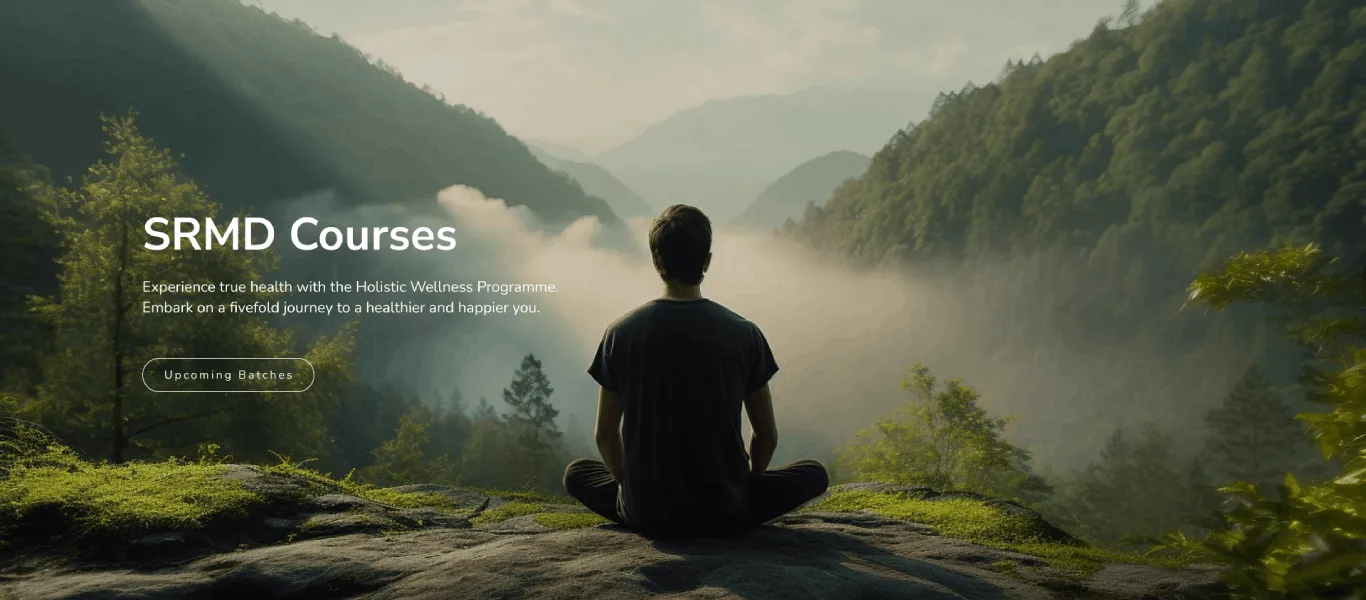 SRMD Courses
Experience true health with the Holistic Wellness Programme.
Embark on a fivefold journey to a healthier and happier you.
Upcoming Batches